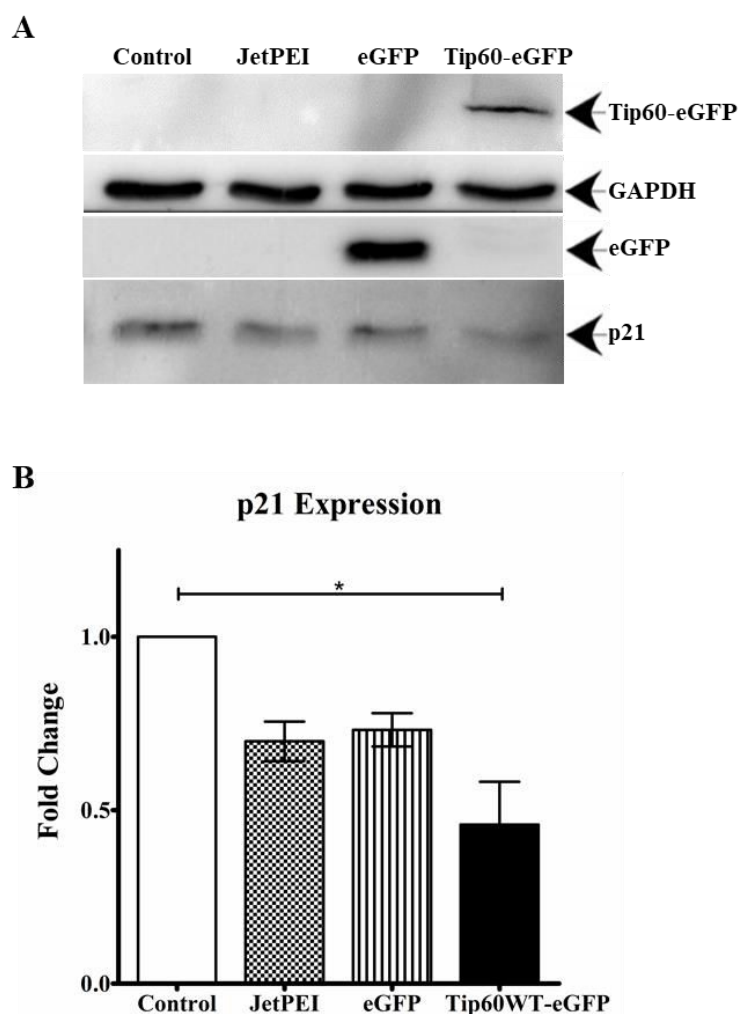 A
Control JetPEI eGFP Tip60-eGFP
Tip60-eGFP
GAPDH
eGFP
p21
B
p21 Expression
*
1.0
0.5
0.0
Fold Change
Control JetPEI eGFP Tip60WT-eGFP